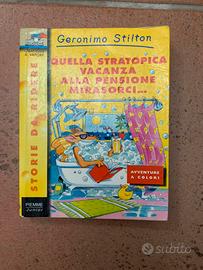 Geronimo Stilton
QUELLA STRATOPICA
VACANZA
ALLA PENSIONE
MIRASORCI...
AVVENTURE
A COLORI
STORIE DA RIDERE
PIEMME
Junior
subito